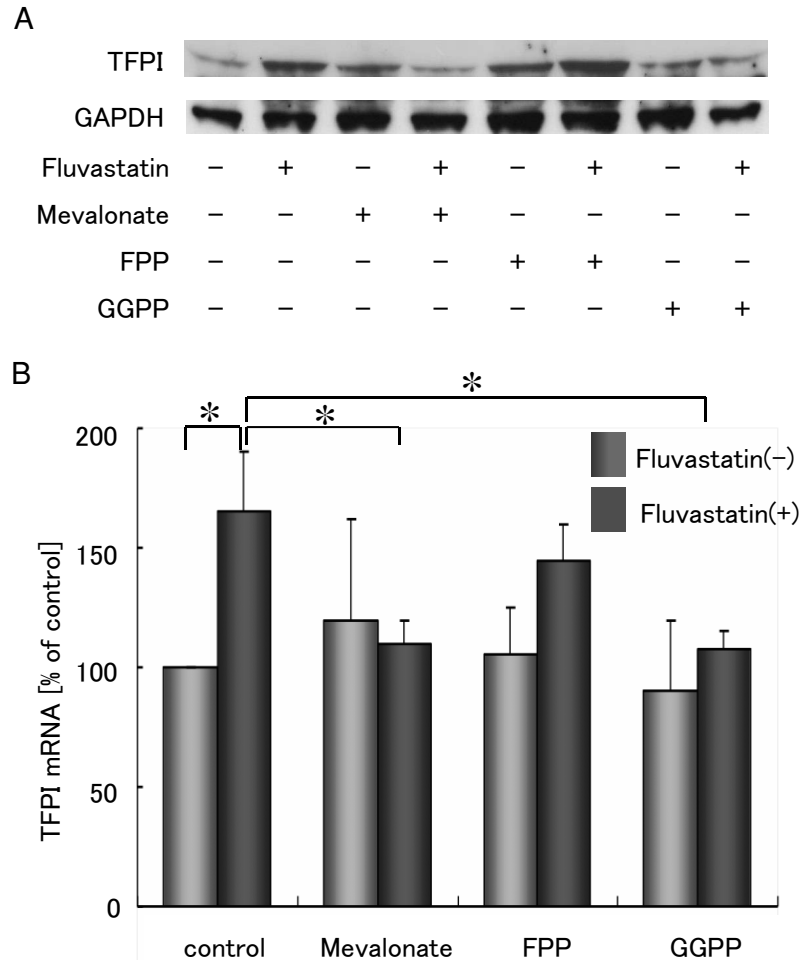 A
TFPI
GAPDH
Fluvastatin − + − + − + − +
Mevalonate − − + + − − − −
FPP − − − − + + − −
GGPP − − − − − − + +
B
*
* *
200
Fluvastatin(−)
Fluvastatin(+)
150
100
50
0
TFPI mRNA [% of control]
control Mevalonate FPP GGPP